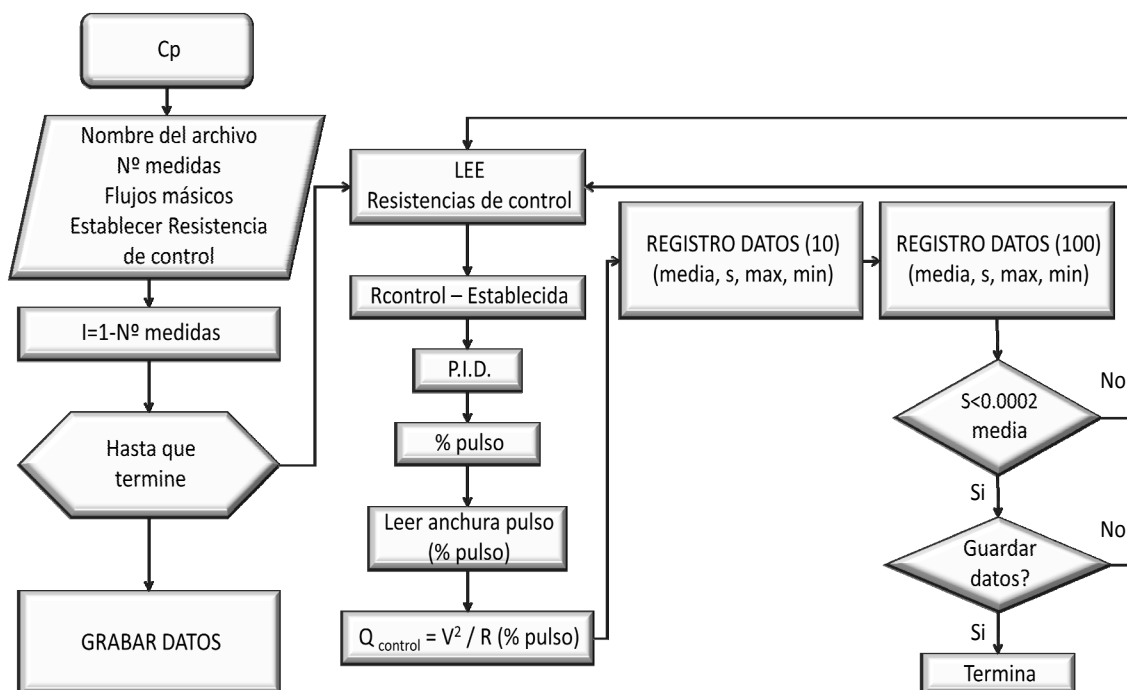 Cp
Nombre del archivo
Nº medidas
Flujos másicos
Establecer Resistencia
de control
I=1-Nº medidas
Hasta que
termine
GRABAR DATOS
LEE
Resistencias de control
Rcontrol – Establecida
P.I.D.
% pulso
Leer anchura pulso
(% pulso)
Q control = V² / R (% pulso)
REGISTRO DATOS (10)
(media, s, max, min)
REGISTRO DATOS (100)
(media, s, max, min)
S<0.0002
media
No
Si
Guardar
datos?
No
Si
Termina